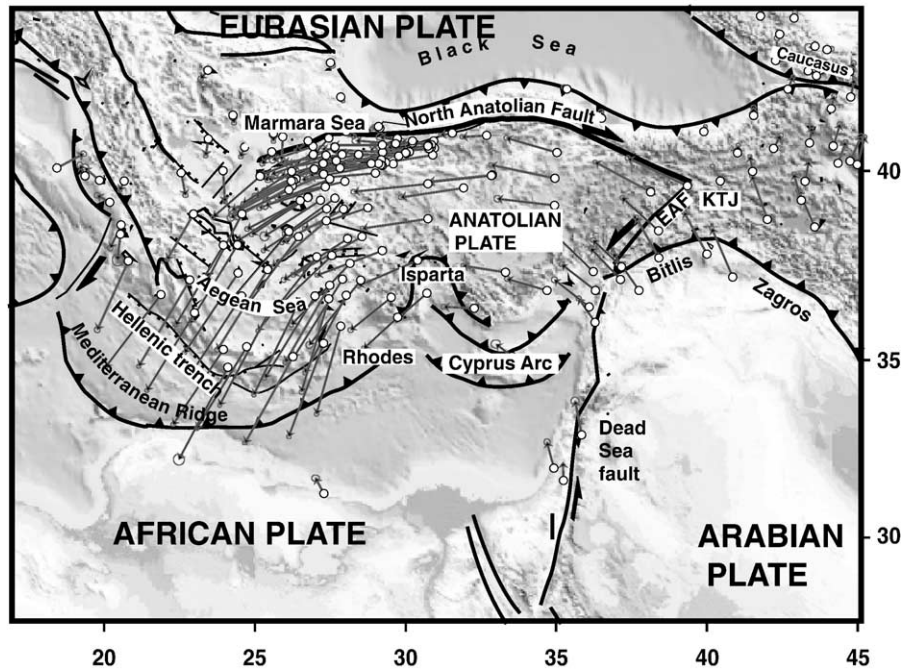 EURASIAN PLATE
Black Sea
Caucasus
North Anatolian Fault
Marmara Sea
40
KTJ
EAF
ANATOLIAN
PLATE
Bitlis
Isparta
Aegean Sea
Zagros
Hellenic trench
Rhodes
Cyprus Arc
35
Mediterranean Ridge
Dead
Sea
fault
AFRICAN PLATE
ARABIAN
PLATE
30
20 25 30 35 40 45